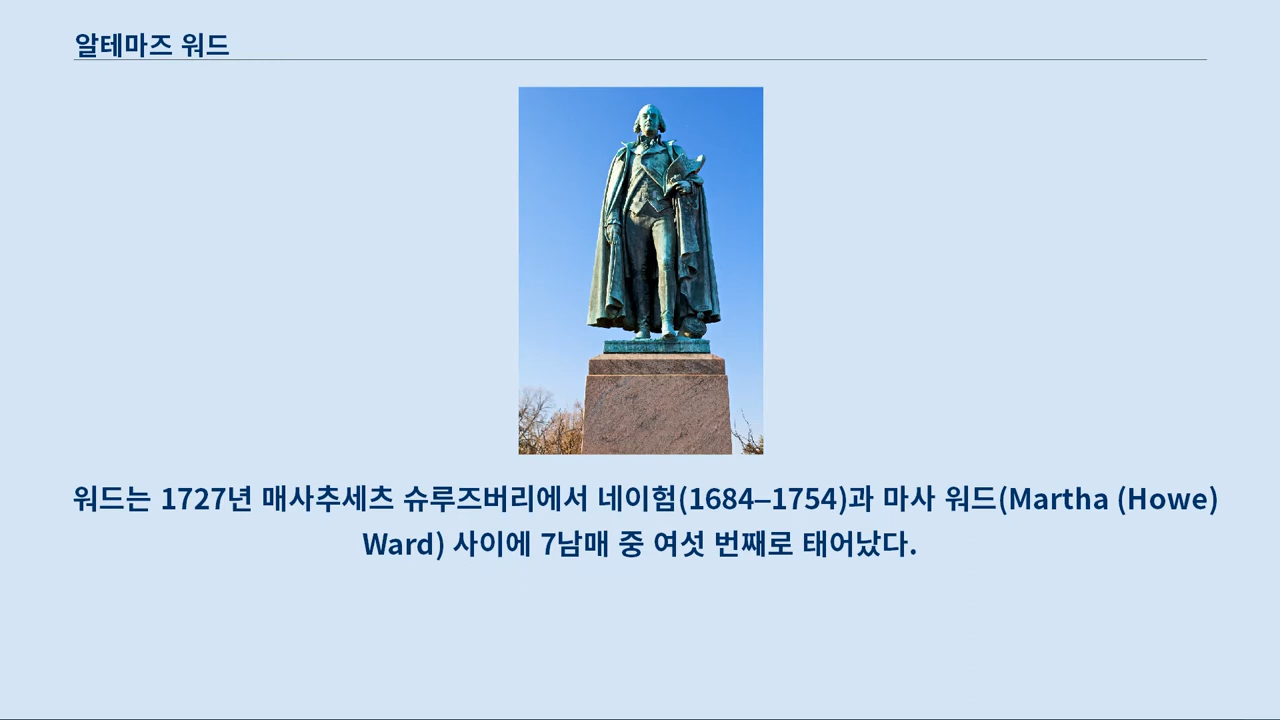 알테마즈 워드
워드는 1727년 매사추세츠 슈루즈버리에서 네이험(1684–1754)과 마사 워드(Martha (Howe)
Ward) 사이에 7남매 중 여섯 번째로 태어났다.